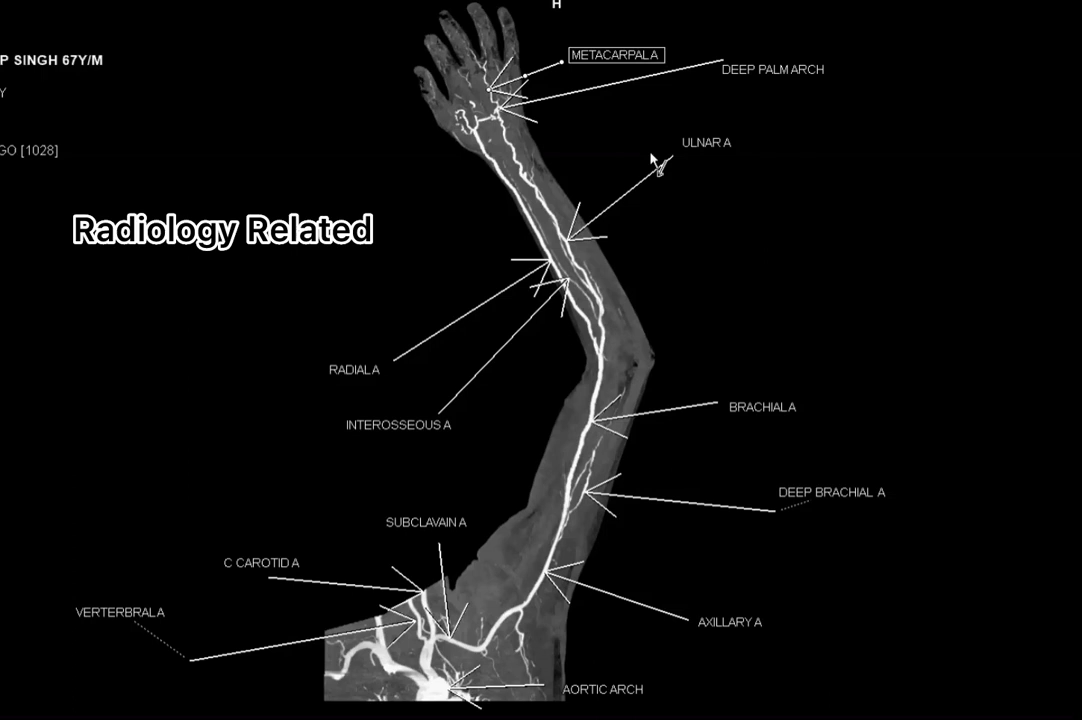 H
P SINGH 67Y/M
METACARPAL A
DEEP PALM ARCH
Y
ULNAR A
GO [1028]
Radiology Related
RADIAL A
BRACHIAL A
INTEROSSEOUS A
DEEP BRACHIAL A
SUBCLAVAIN A
C CAROTID A
VERTERBRAL A
AXILLARY A
AORTIC ARCH